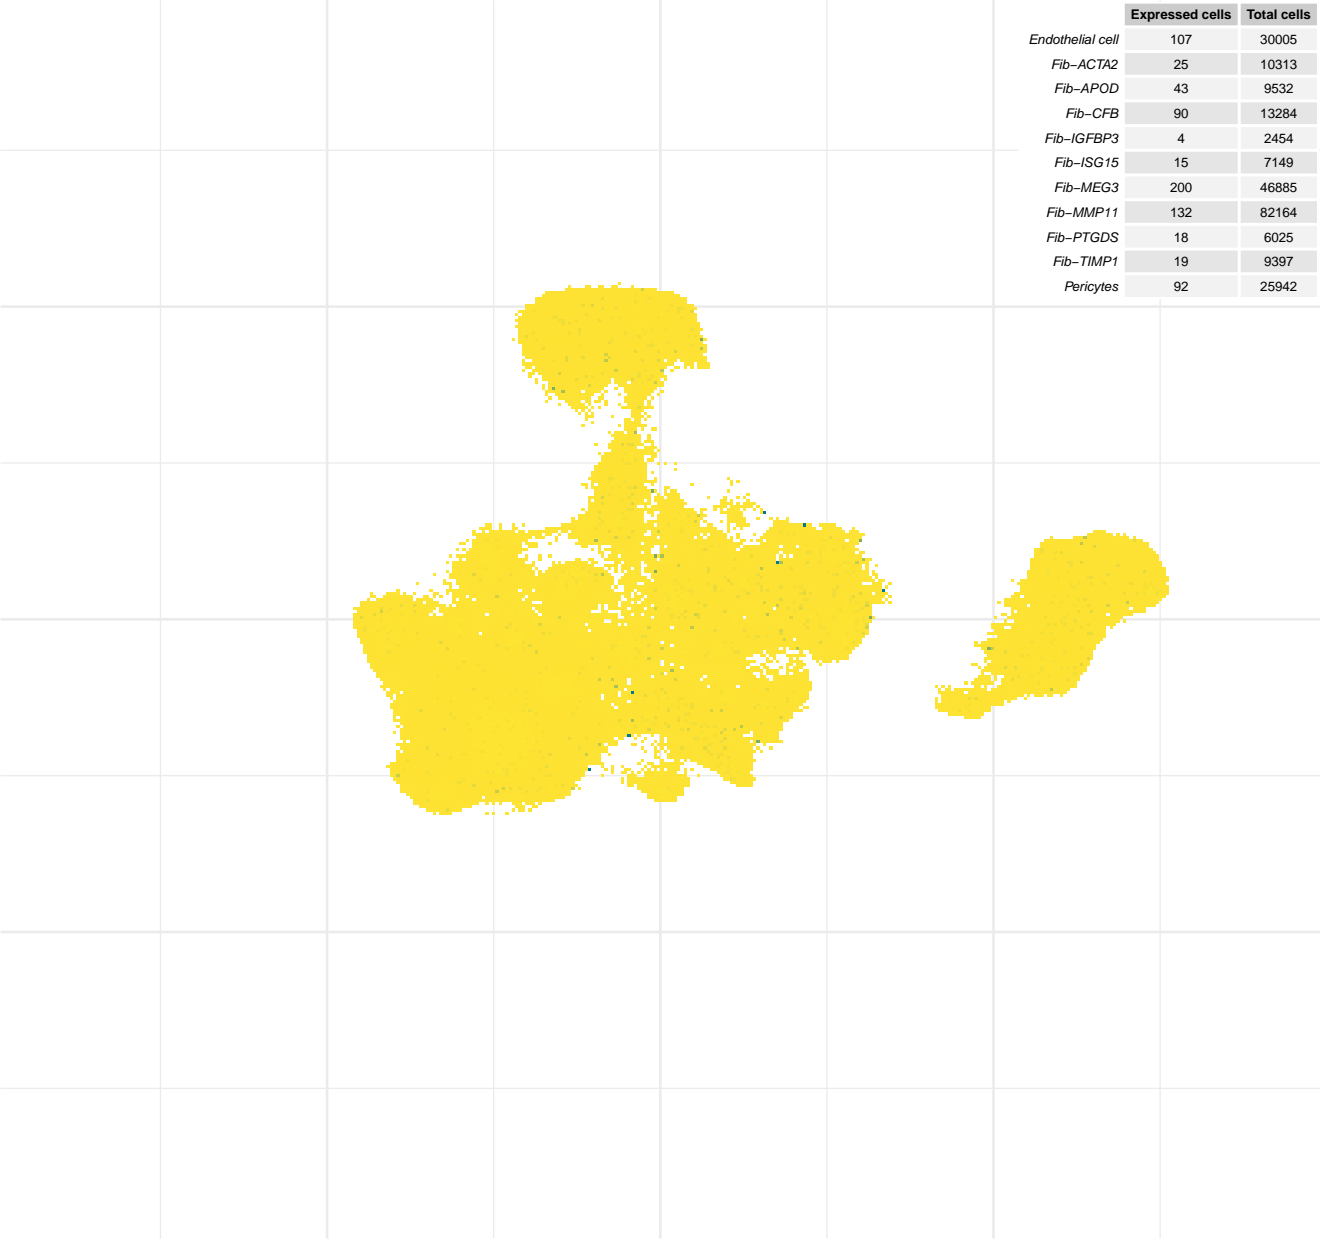 Expressed cells Total cells
Endothelial cell 107 30005
Fib−ACTA2 25 10313
Fib−APOD 43 9532
Fib−CFB 90 13284
Fib−IGFBP3 4 2454
Fib−ISG15 15 7149
Fib−MEG3 200 46885
Fib−MMP11 132 82164
Fib−PTGDS 18 6025
Fib−TIMP1 19 9397
Pericytes 92 25942